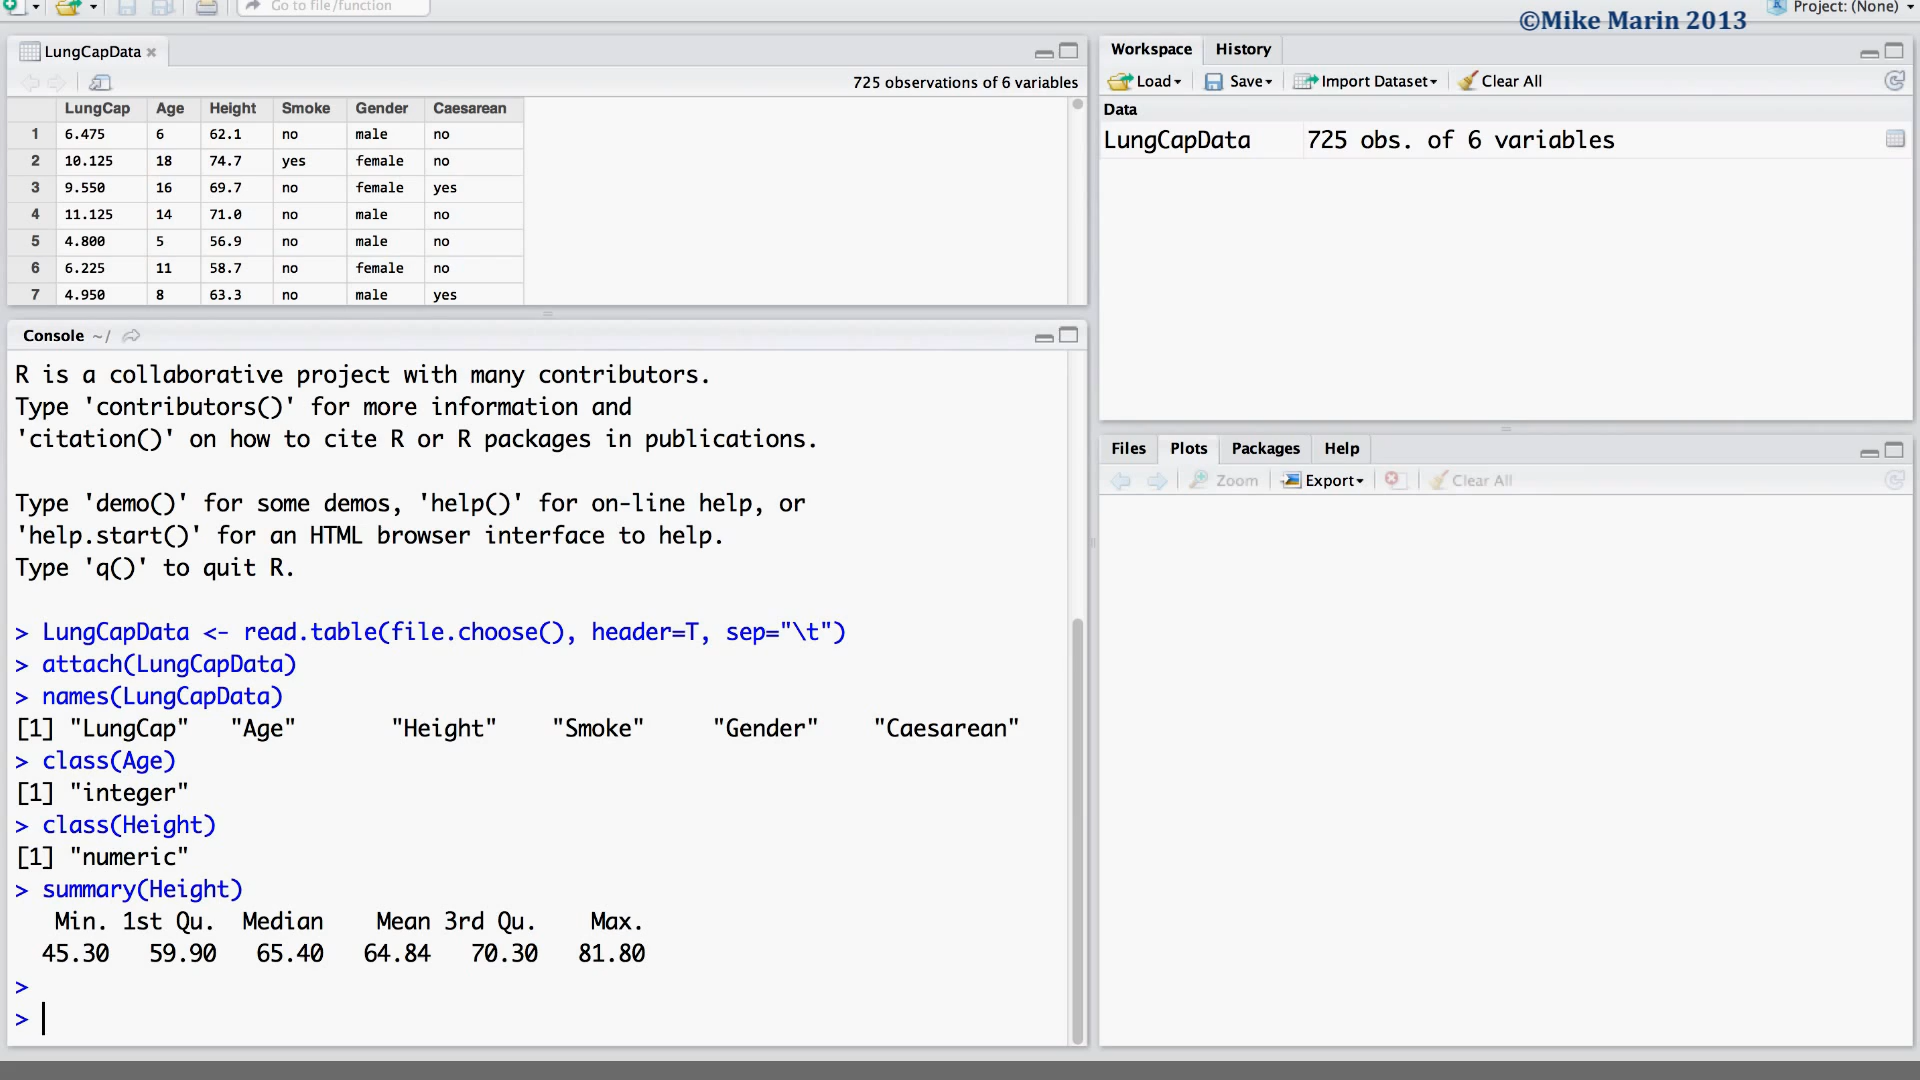 Go to file/function
Project: (None)
©Mike Marin 2013
LungCapData
725 observations of 6 variables
LungCap Age Height Smoke Gender Caesarean
1 6.475 6 62.1 no male no
2 10.125 18 74.7 yes female no
3 9.550 16 69.7 no female yes
4 11.125 14 71.0 no male no
5 4.800 5 56.9 no male no
6 6.225 11 58.7 no female no
7 4.950 8 63.3 no male yes
Console ~/
R is a collaborative project with many contributors.
Type 'contributors()' for more information and
'citation()' on how to cite R or R packages in publications.
Type 'demo()' for some demos, 'help()' for on-line help, or
'help.start()' for an HTML browser interface to help.
Type 'q()' to quit R.
> LungCapData <- read.table(file.choose(), header=T, sep="\t")
> attach(LungCapData)
> names(LungCapData)
[1] "LungCap" "Age" "Height" "Smoke" "Gender" "Caesarean"
> class(Age)
[1] "integer"
> class(Height)
[1] "numeric"
> summary(Height)
Min. 1st Qu. Median Mean 3rd Qu. Max.
45.30 59.90 65.40 64.84 70.30 81.80
>
>
Workspace History
Load Save Import Dataset Clear All
Data
LungCapData 725 obs. of 6 variables
Files Plots Packages Help
Zoom Export Clear All